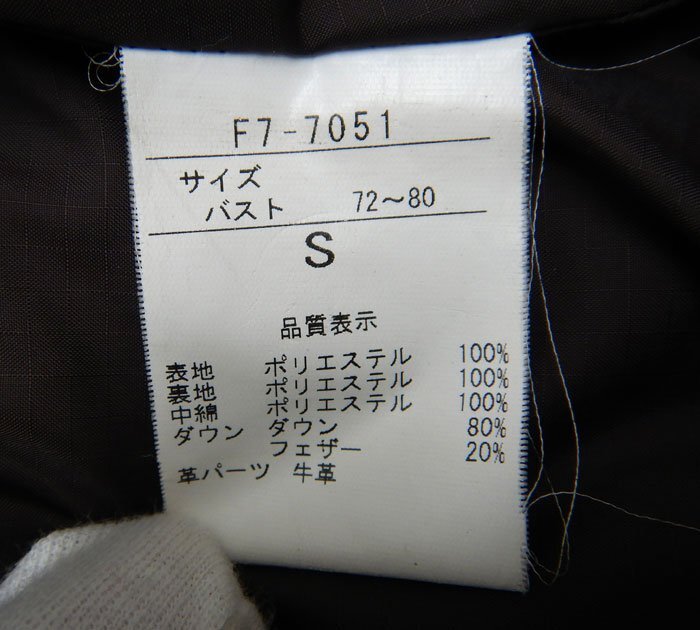 F7-7051
サイズ
バスト 72～80
S
品質表示
表地 ポリエステル 100%
裏地 ポリエステル 100%
中綿 ポリエステル 100%
ダウン ダウン 80%
フェザー 20%
革パーツ 牛革